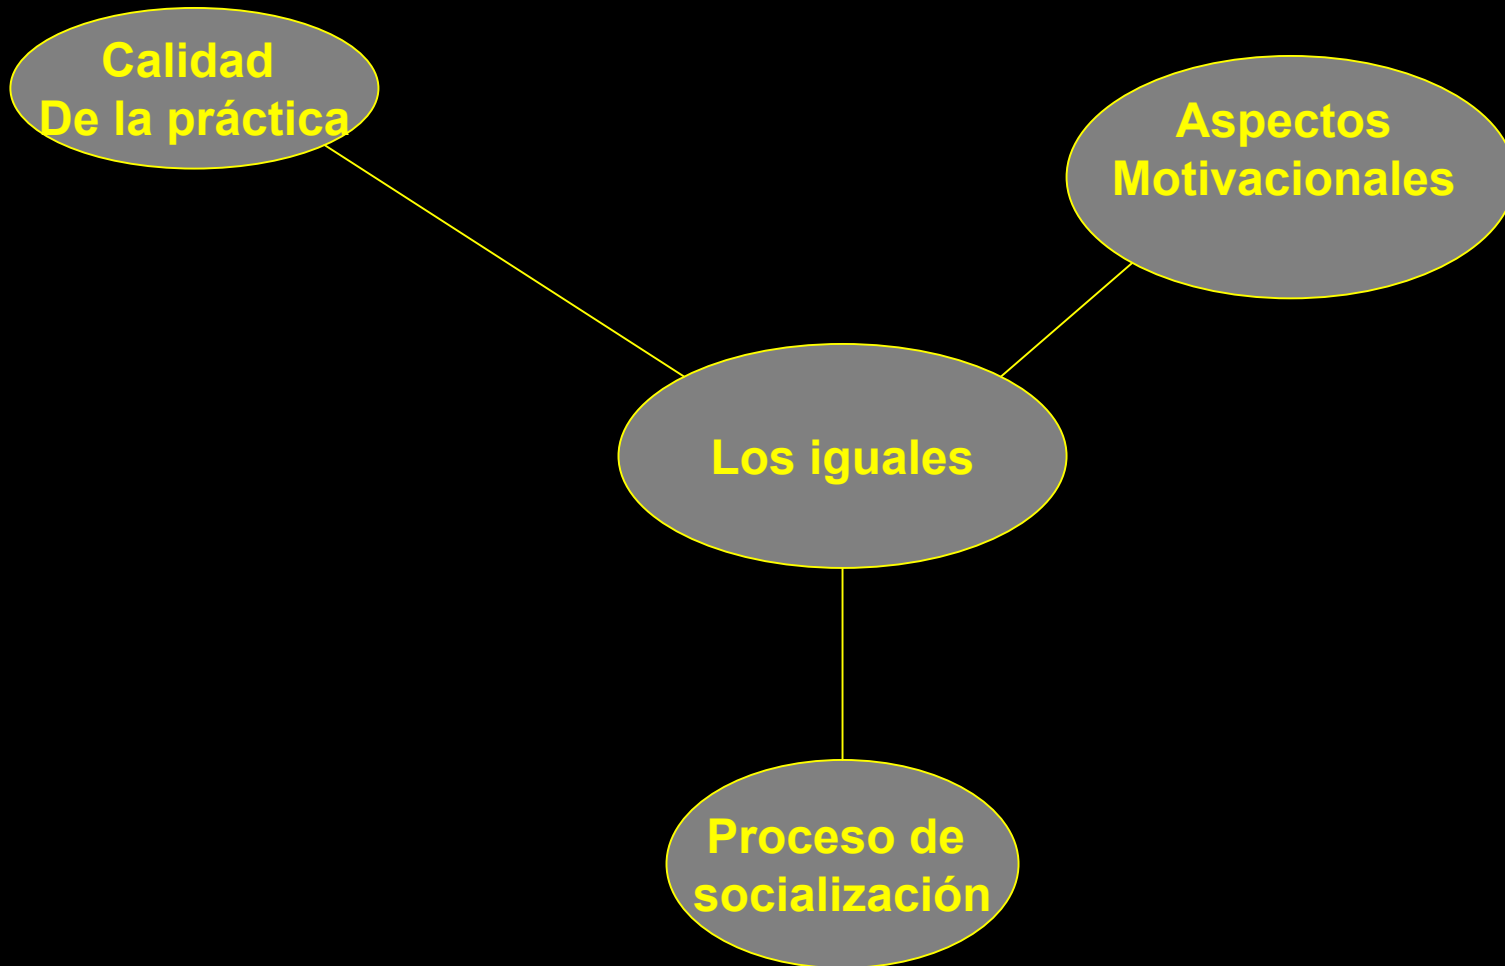 Calidad
De la práctica
Aspectos
Motivacionales
Los iguales
Proceso de
socialización